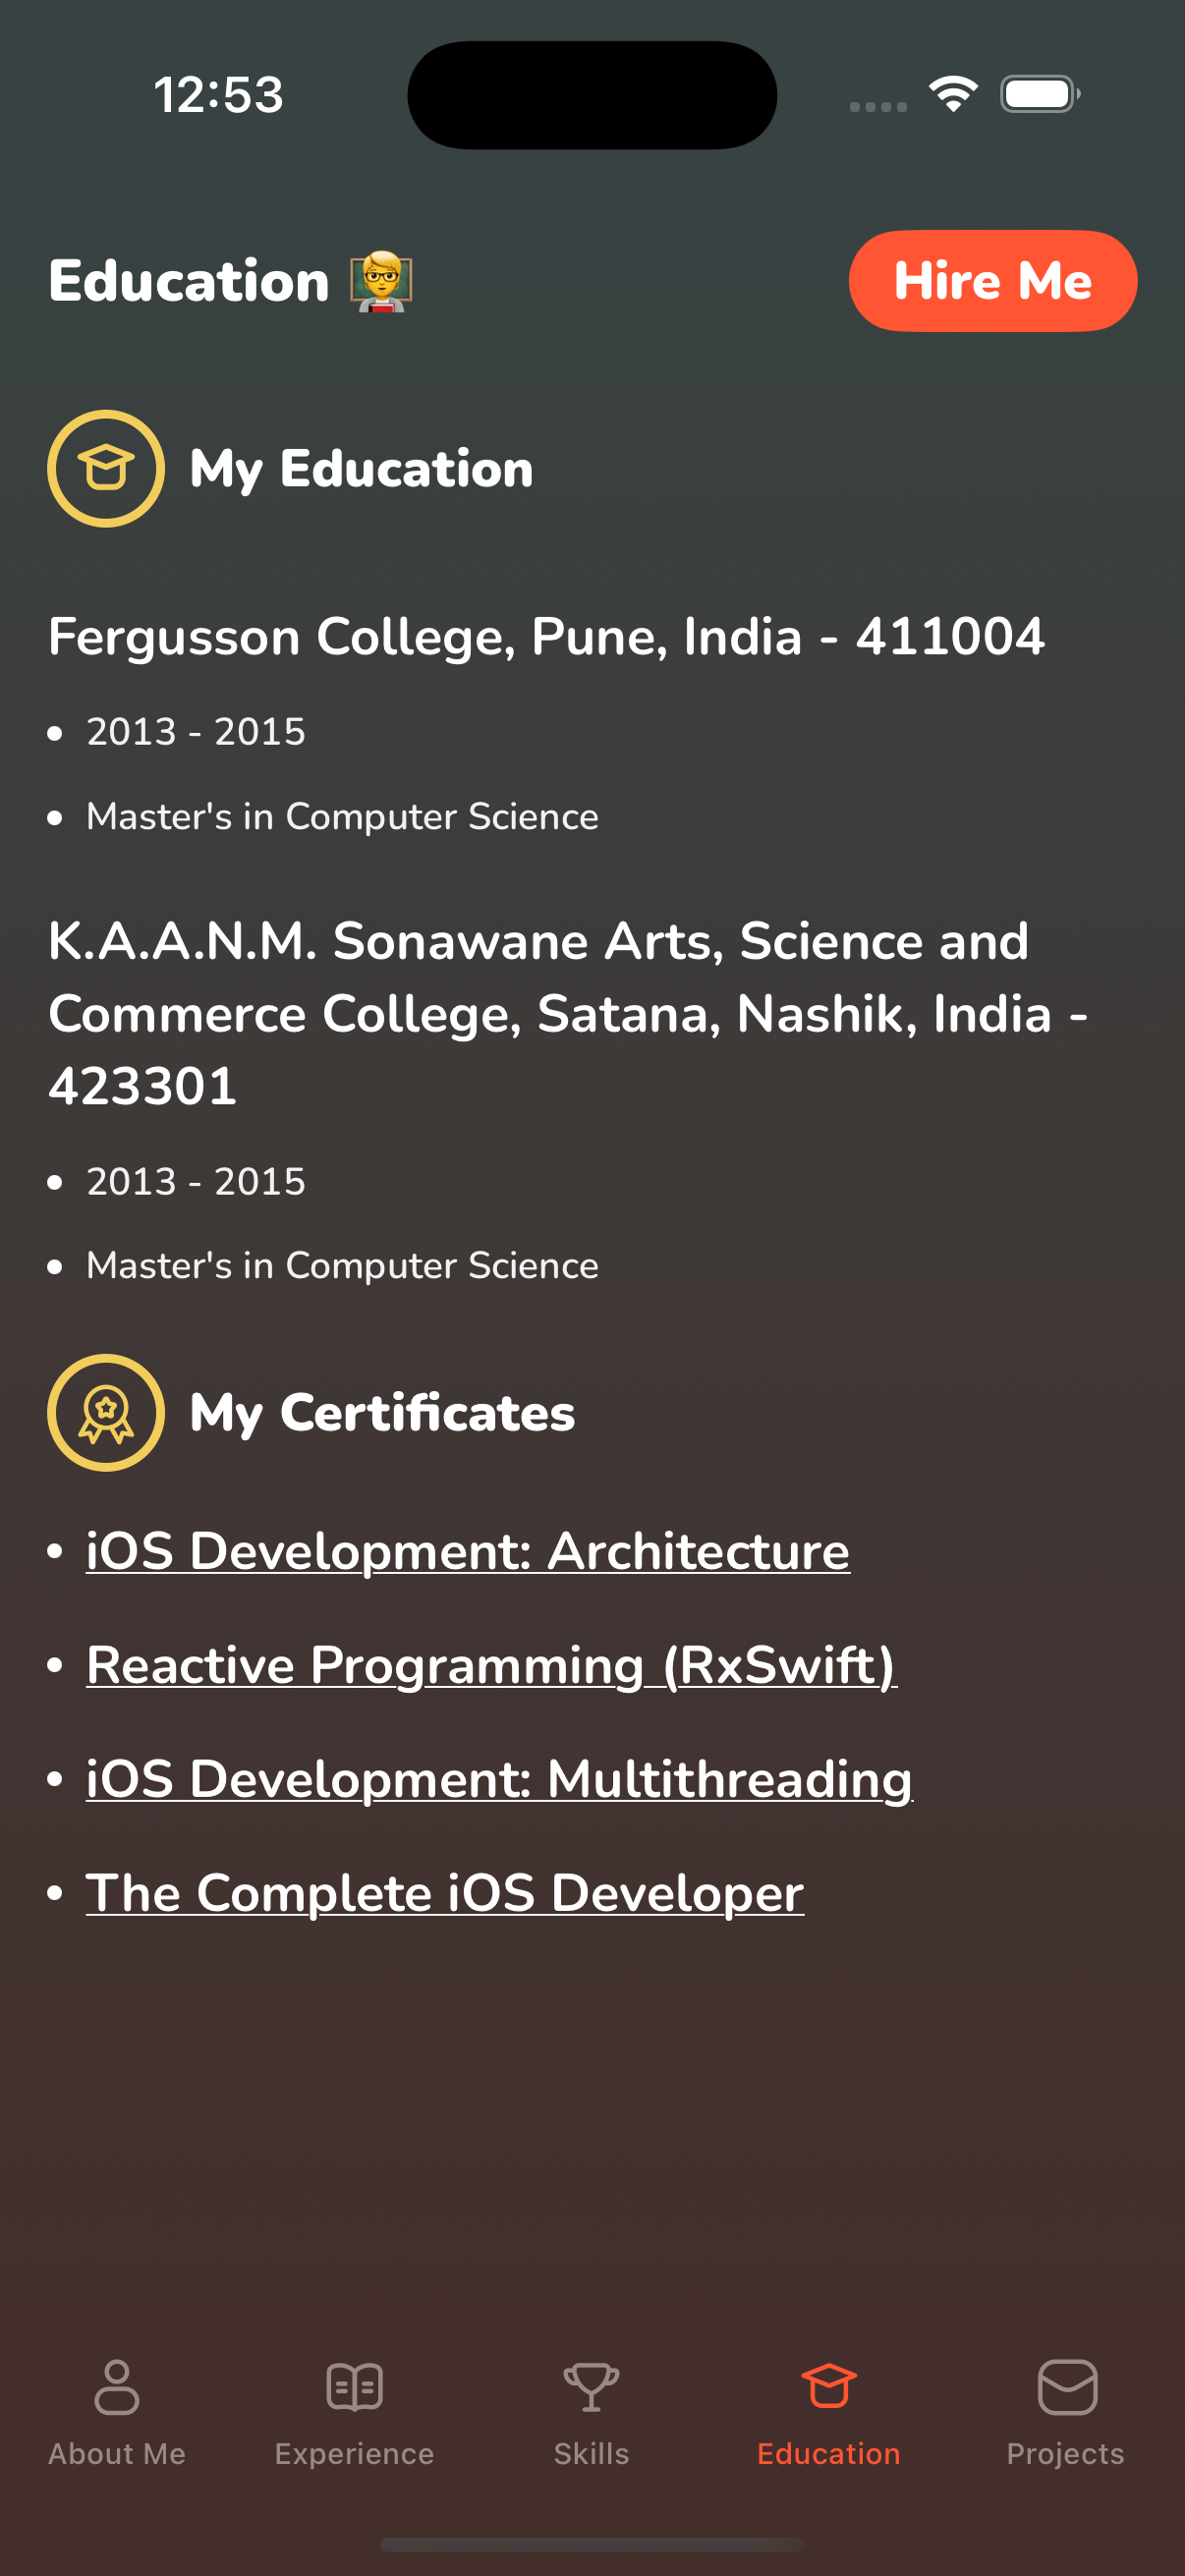 12:53
Education
Hire Me
My Education
Fergusson College, Pune, India - 411004
• 2013 - 2015
• Master's in Computer Science
K.A.A.N.M. Sonawane Arts, Science and
Commerce College, Satana, Nashik, India -
423301
• 2013 - 2015
• Master's in Computer Science
My Certificates
• iOS Development: Architecture
• Reactive Programming (RxSwift)
• iOS Development: Multithreading
• The Complete iOS Developer
About Me Experience Skills Education Projects